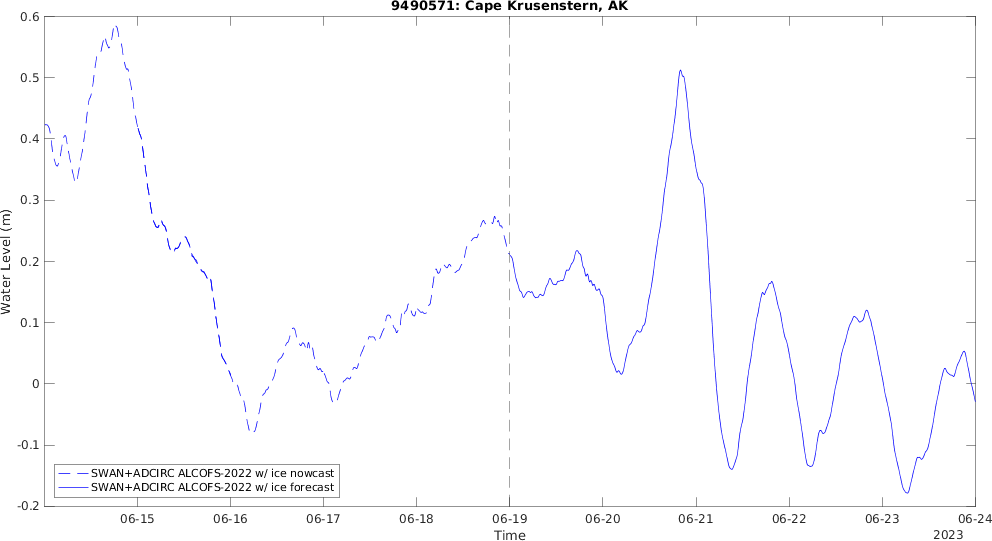 9490571: Cape Krusenstern, AK
Water Level (m)
0.6
0.5
0.4
0.3
0.2
0.1
0
-0.1
-0.2
SWAN+ADCIRC ALCOFS-2022 w/ ice nowcast
SWAN+ADCIRC ALCOFS-2022 w/ ice forecast
06-15 06-16 06-17 06-18 06-19 06-20 06-21 06-22 06-23 06-24
Time
2023